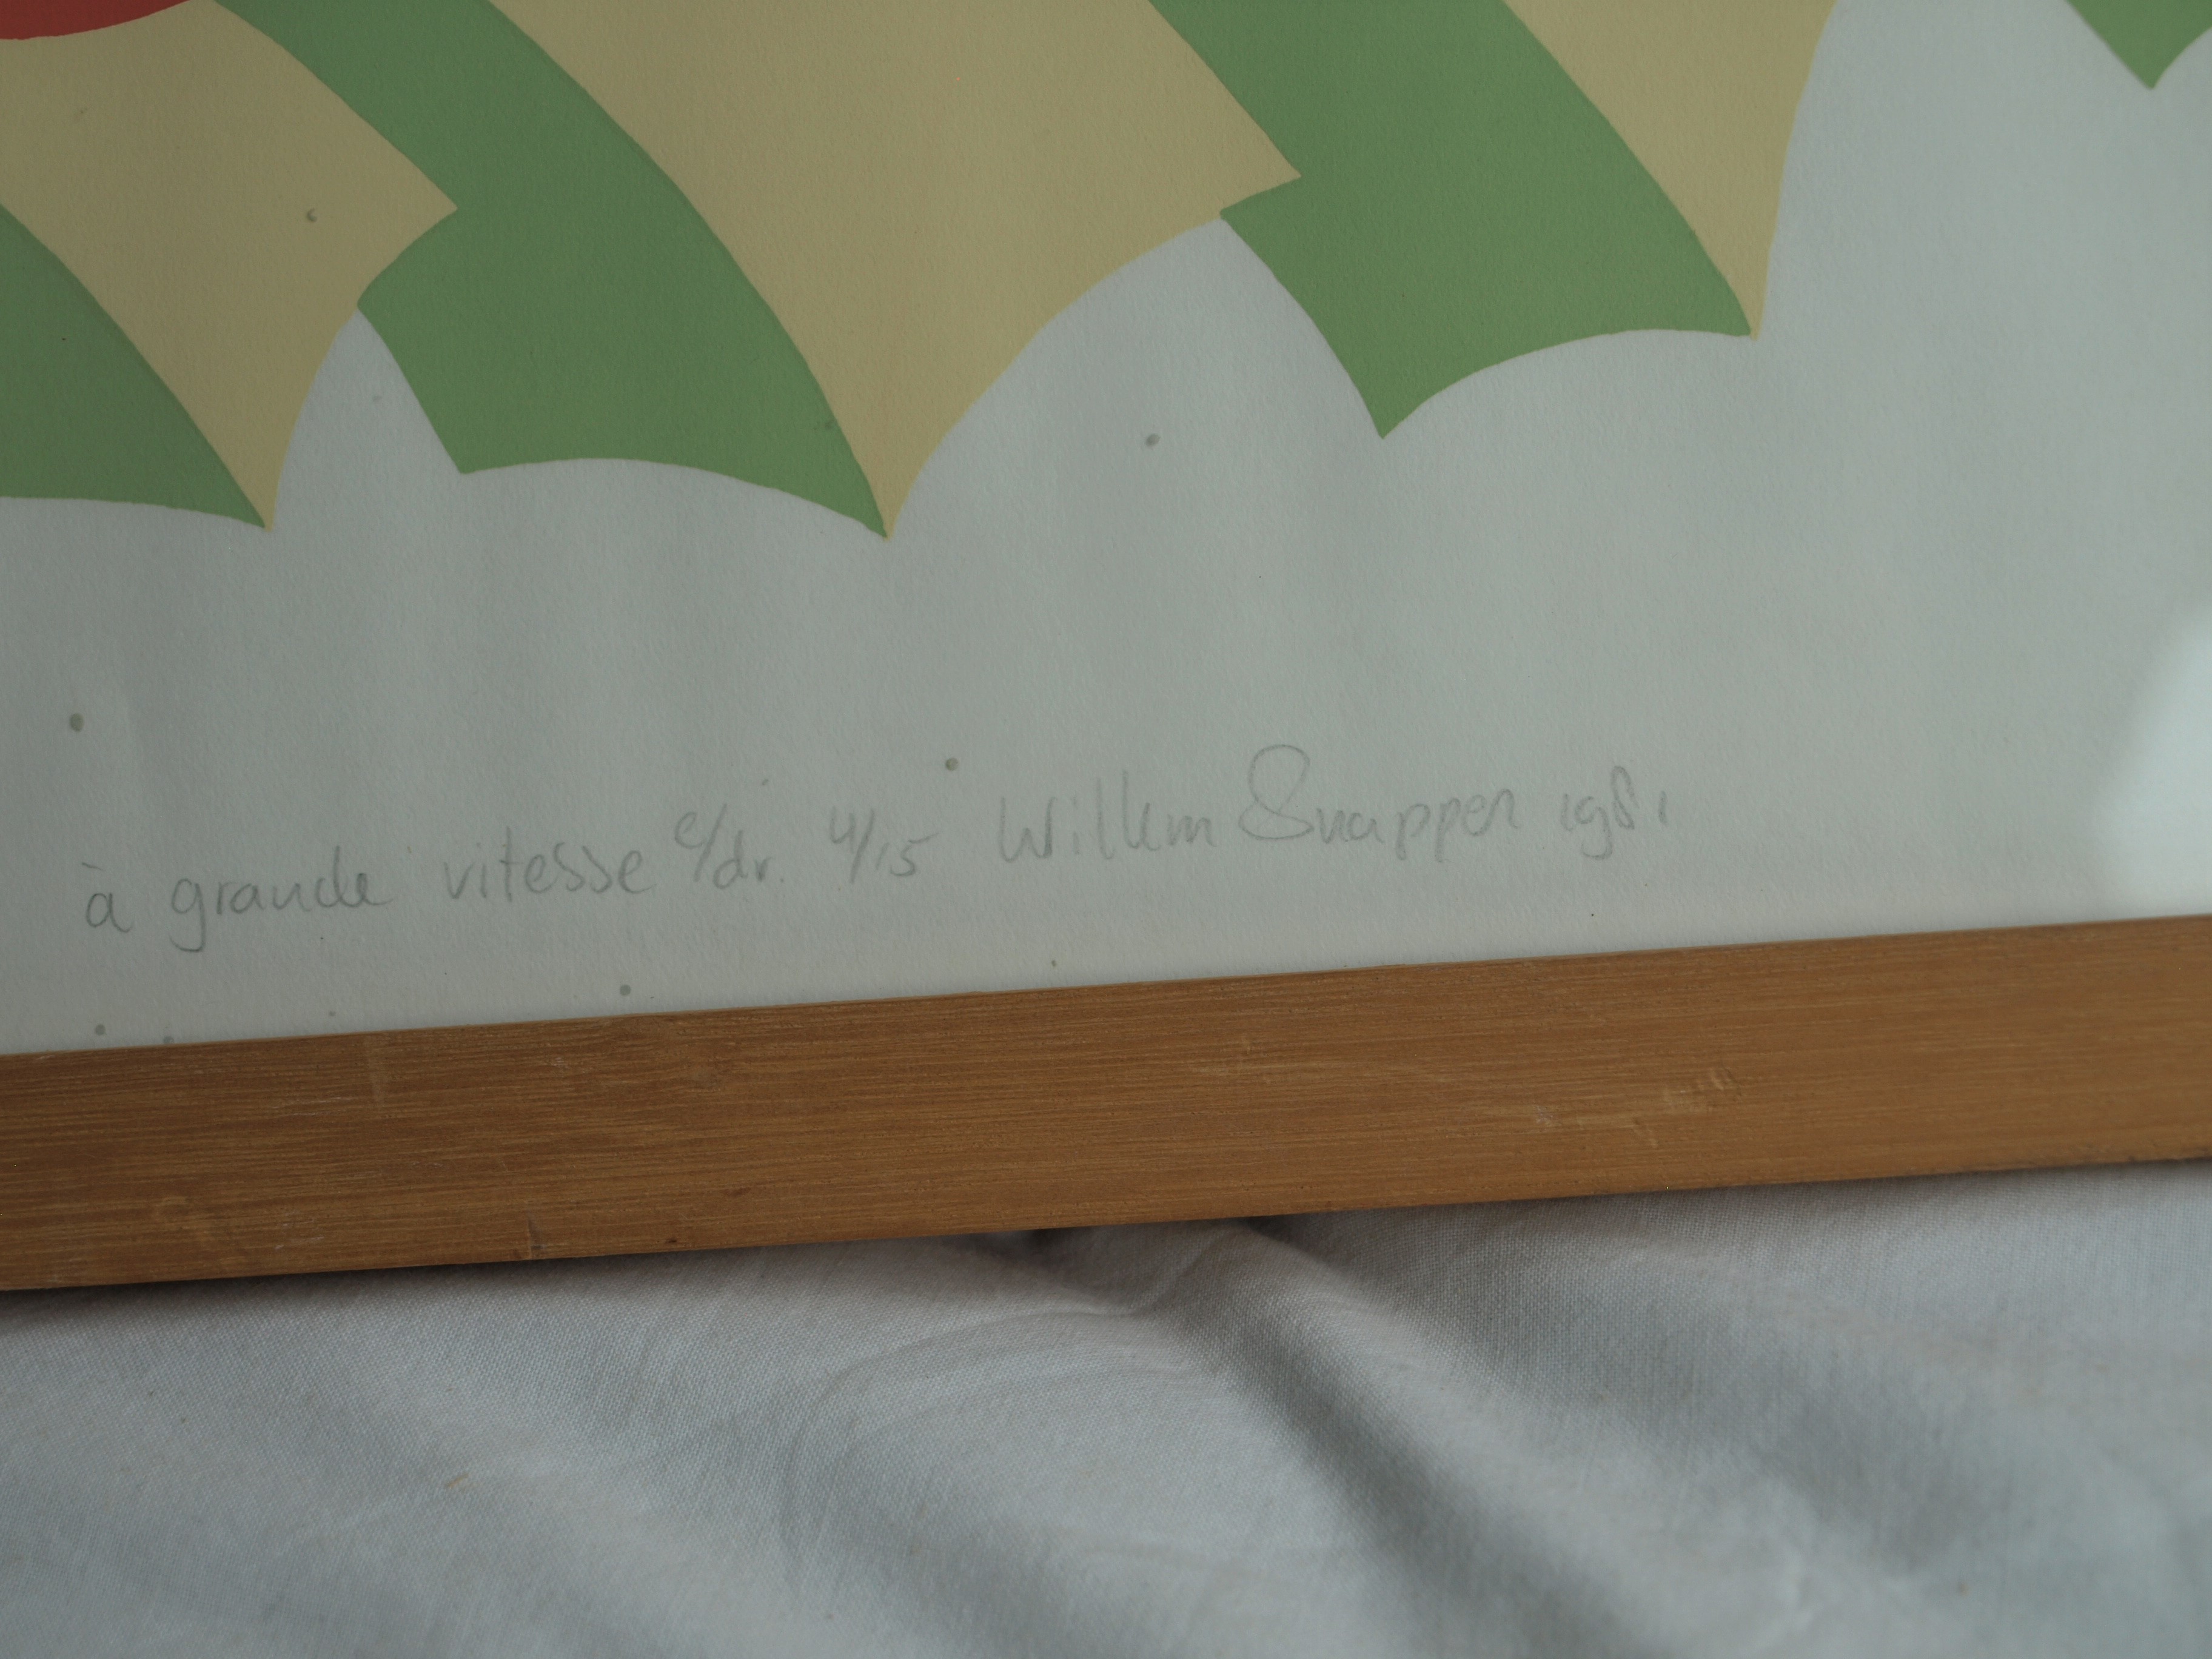 à grande vitesse e/dr. 4/15 Willem Snapper 1981